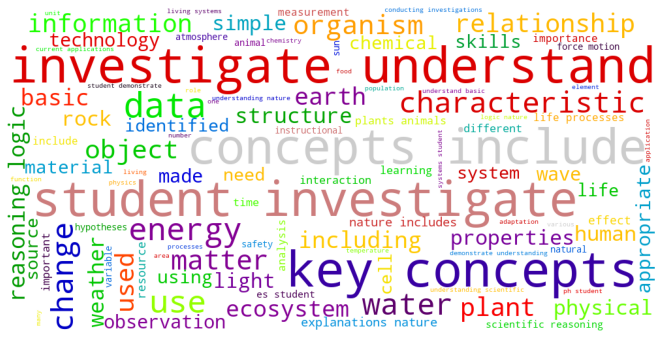 unit
living systems
measurement
conducting investigations
information
simple
organism
relationship
technology
atmosphere
sun
chemical
skills
importance
current applications
animal
chemistry
force motion
investigate understand
student demonstrate
food
population
understand basic
element
role
basic
data
understanding nature
one
earth
characteristic
rock
number
instructional
structure
plants animals
logic nature
life processes
identified
different
application
reasoning logic
include
object
concepts include
material
made
need
learning
system
wave
systems student
function
living
physics
interaction
student investigate
life
appropriate
source
important
hypotheses
time
nature includes
adaptation
various
effect
change
energy
including
properties
human
weather
variable
processes
safety
analysis
temperature
cells
demonstrate understanding
natural
used
resource
area
matter
key concepts
using
light
understanding scientific
ph student
many
use
es student
ecosystem
water
plant
physical
observation
explanations nature
scientific reasoning